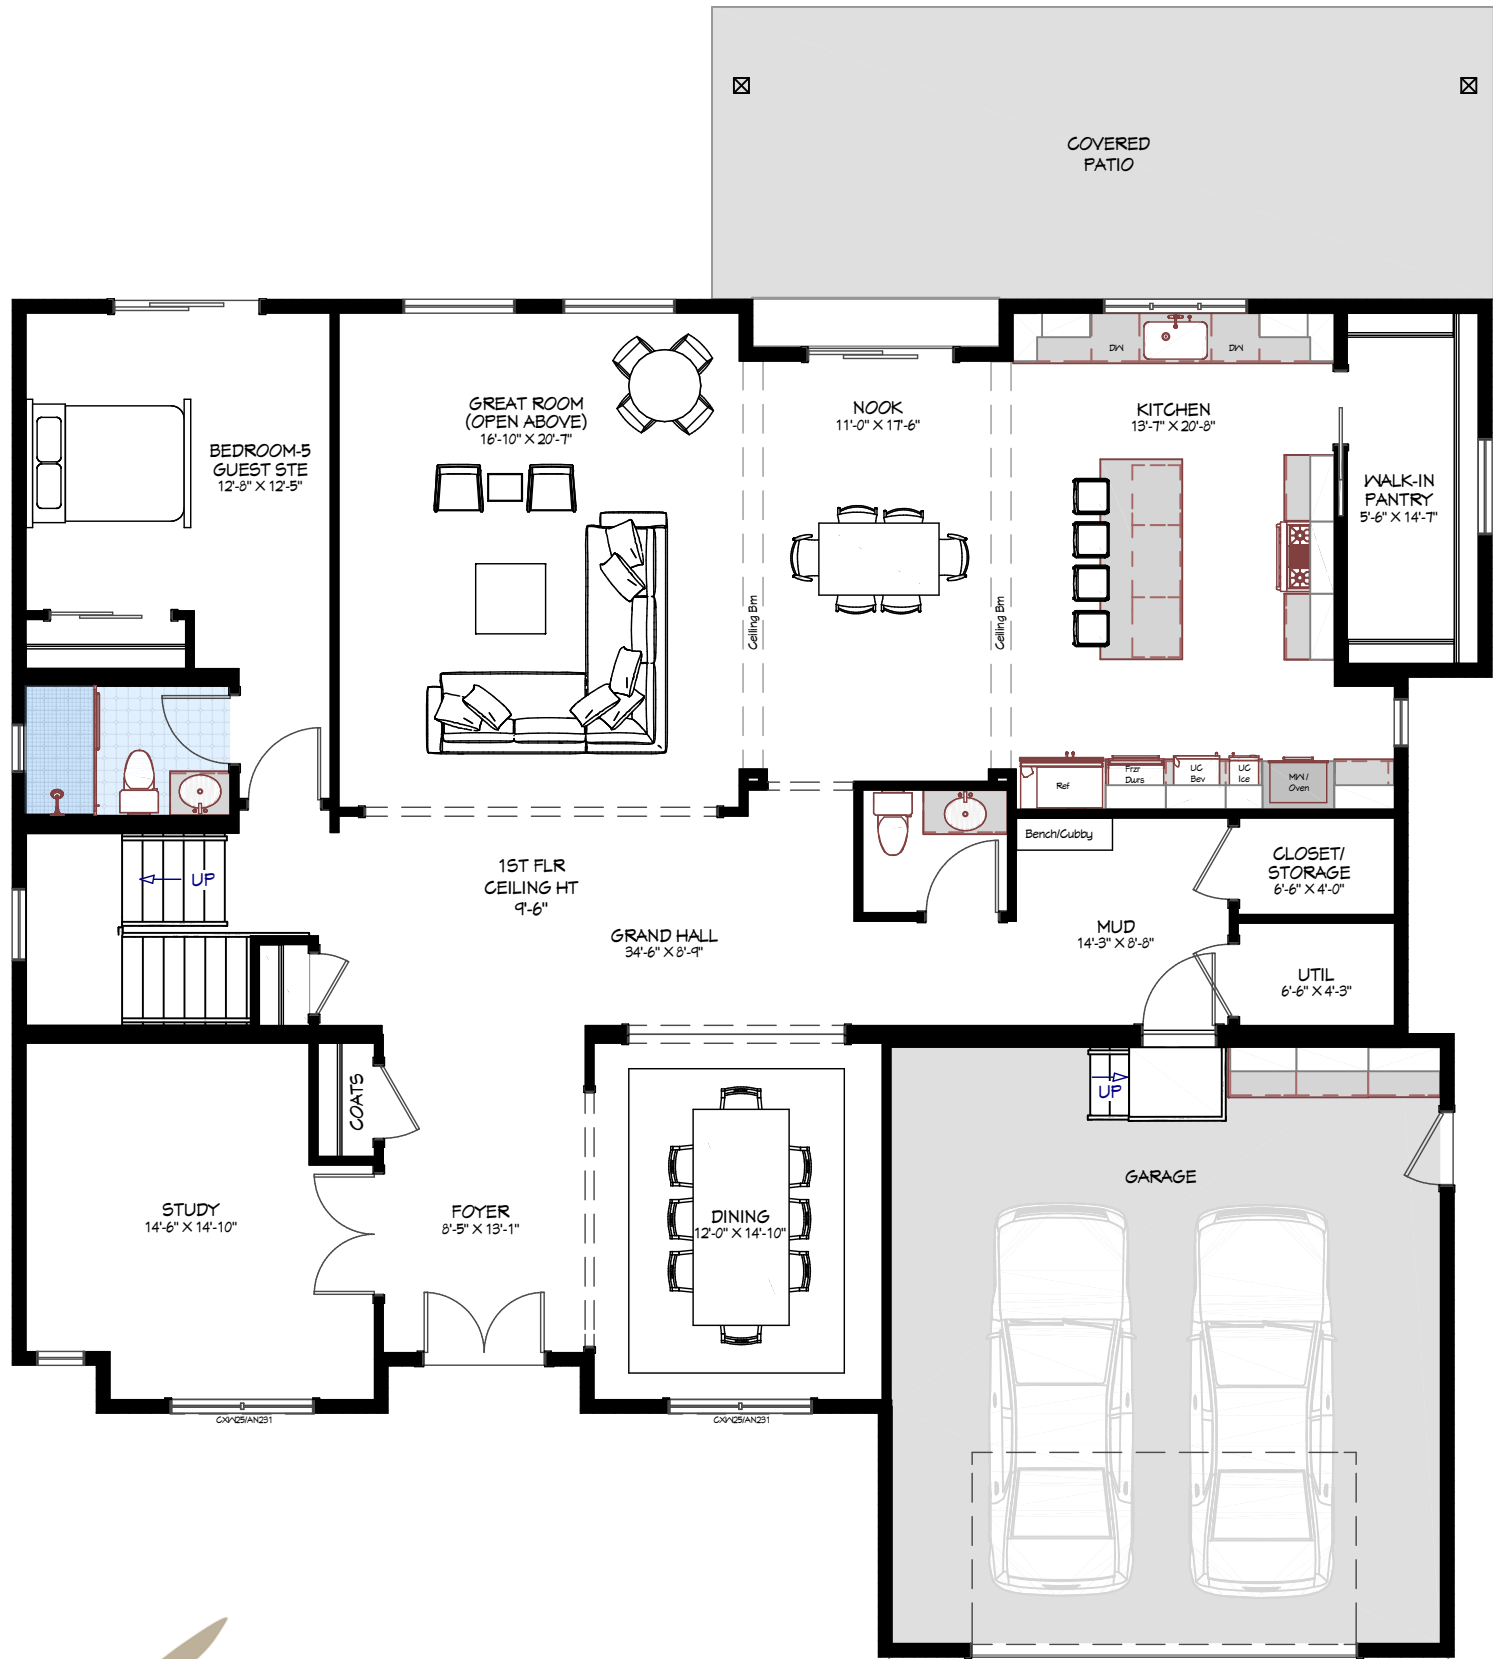 COVERED
PATIO
DW
DW
GREAT ROOM
(OPEN ABOVE)
16'-10" X 20'-7"
NOOK
11'-0" X 17'-6"
KITCHEN
13'-7" X 20'-8"
BEDROOM-5
GUEST STE
12'-8" X 12'-5"
WALK-IN
PANTRY
5'-6" X 14'-7"
Ceiling Bm
Ceiling Bm
Ref
Frzr
Dwrs
UC
Bev
UC
Ice
MW/
Oven
Bench/Cubby
1ST FLR
CEILING HT
9'-6"
UP
CLOSET/
STORAGE
6'-6" X 4'-0"
GRAND HALL
34'-6" X 8'-9"
MUD
14'-3" X 8'-8"
UTIL
6'-6" X 4'-3"
COATS
UP
GARAGE
STUDY
14'-6" X 14'-10"
FOYER
8'-5" X 13'-1"
DINING
12'-0" X 14'-10"
CXW25/AN231
CXW25/AN231